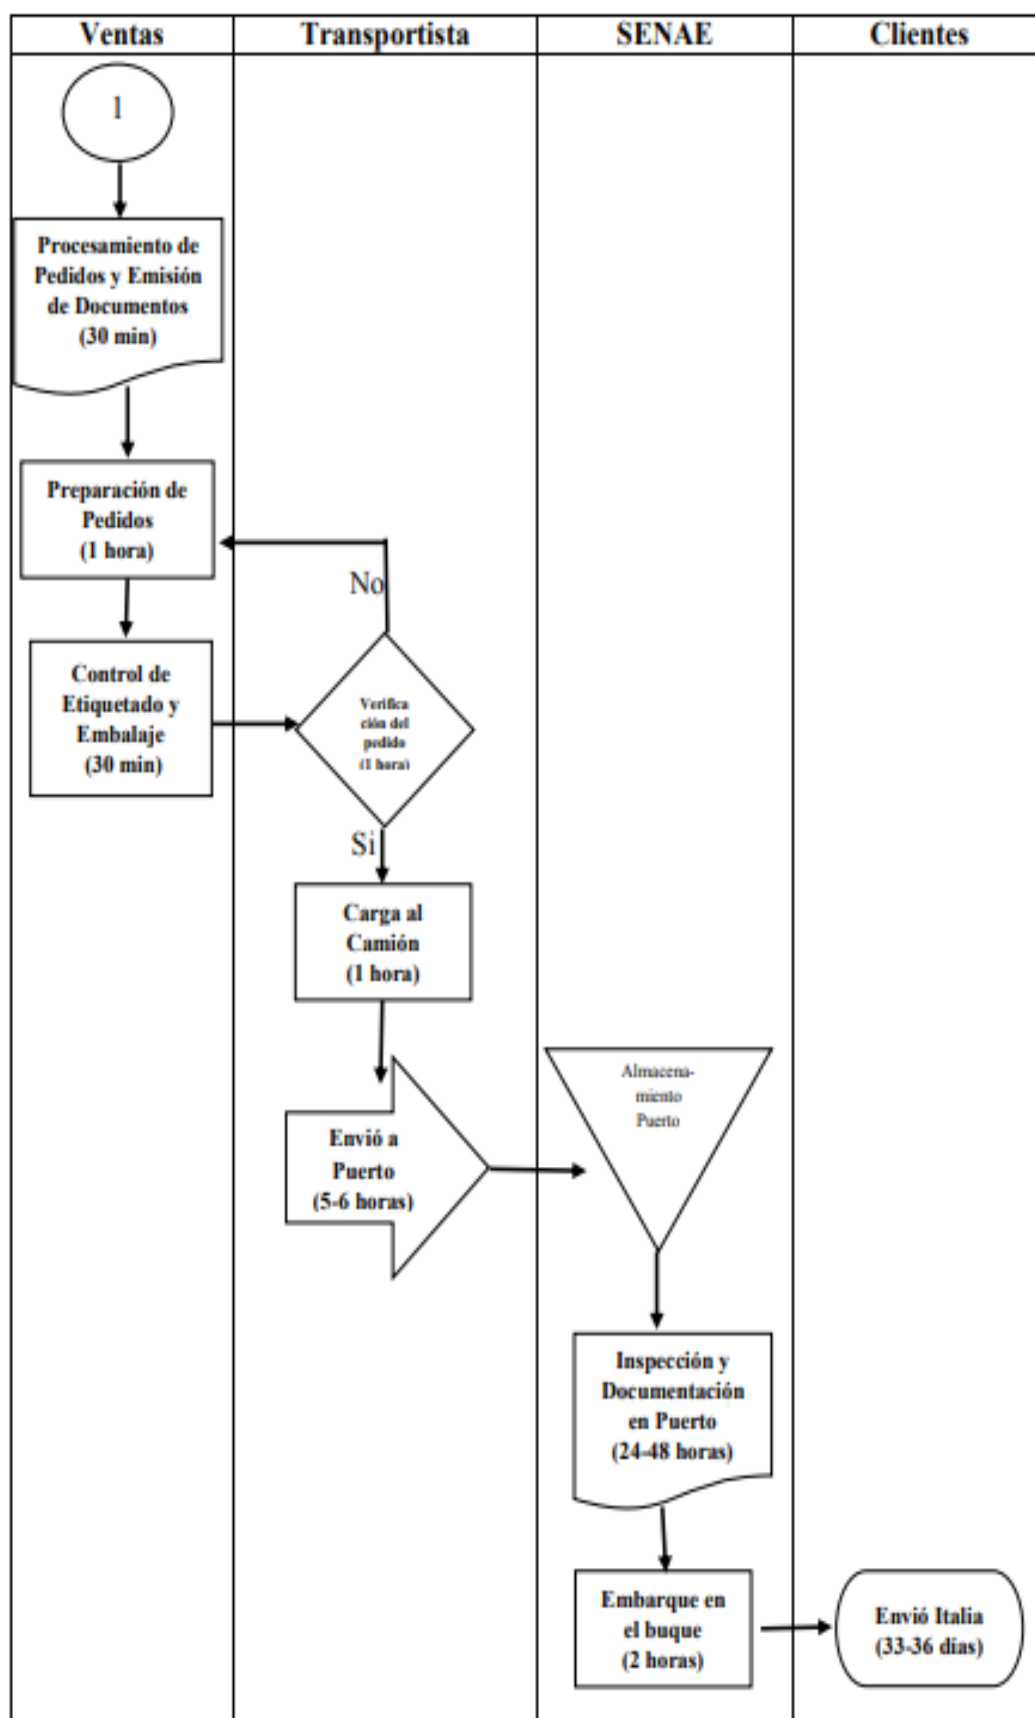 Ventas
Transportista
SENAE
Clientes
1
Procesamiento de
Pedidos y Emisión
de Documentos
(30 min)
Preparación de
Pedidos
(1 hora)
No
Control de
Etiquetado y
Embalaje
(30 min)
Verifica
ción del
pedido
(1 hora)
Si
Carga al
Camión
(1 hora)
Envió a
Puerto
(5-6 horas)
Almacena-
miento
Puerto
Inspección y
Documentación
en Puerto
(24-48 horas)
Embarque en
el buque
(2 horas)
Envió Italia
(33-36 días)